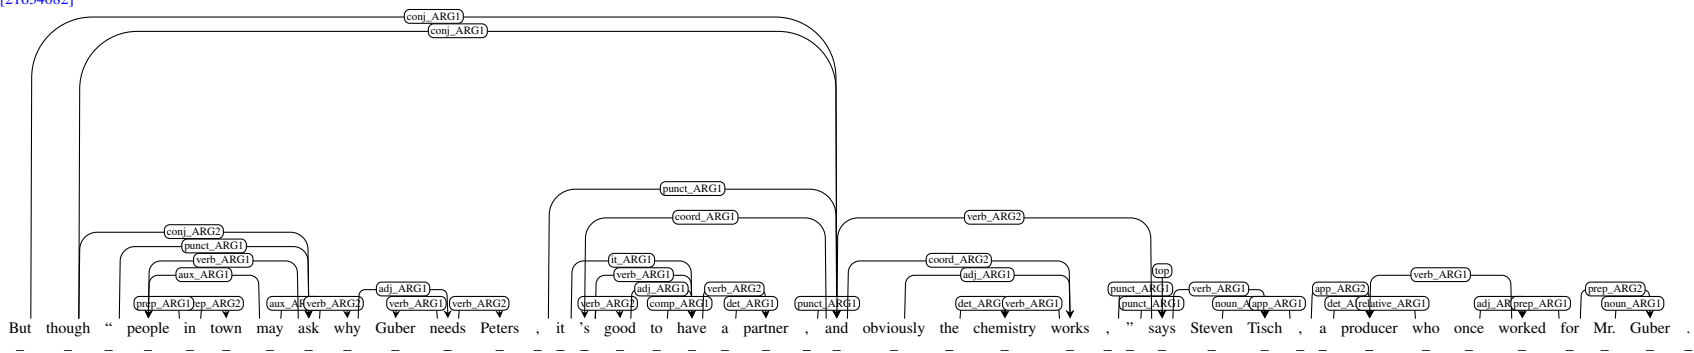 [21654082]
conj_ARG1
conj_ARG1
punct_ARG1
coord_ARG1 verb_ARG2
conj_ARG2
punct_ARG1
verb_ARG1 it_ARG1 coord_ARG2
aux_ARG1 verb_ARG1 adj_ARG1 top verb_ARG1
adj_ARG1 adj_ARG1 verb_ARG2 punct_ARG1 verb_ARG1 app_ARG2 prep_ARG2
prep_ARG1 verb_ARG2 verb_ARG1 verb_ARG2 verb_ARG2 comp_ARG1 det_ARG1 punct_ARG1 verb_ARG1 punct_ARG1 app_ARG1 prep_ARG1 noun_ARG1
But though “ people in town may ask why Guber needs Peters , it 's good to have a partner , and obviously the chemistry works , ” says Steven Tisch , a producer who once worked for Mr. Guber .